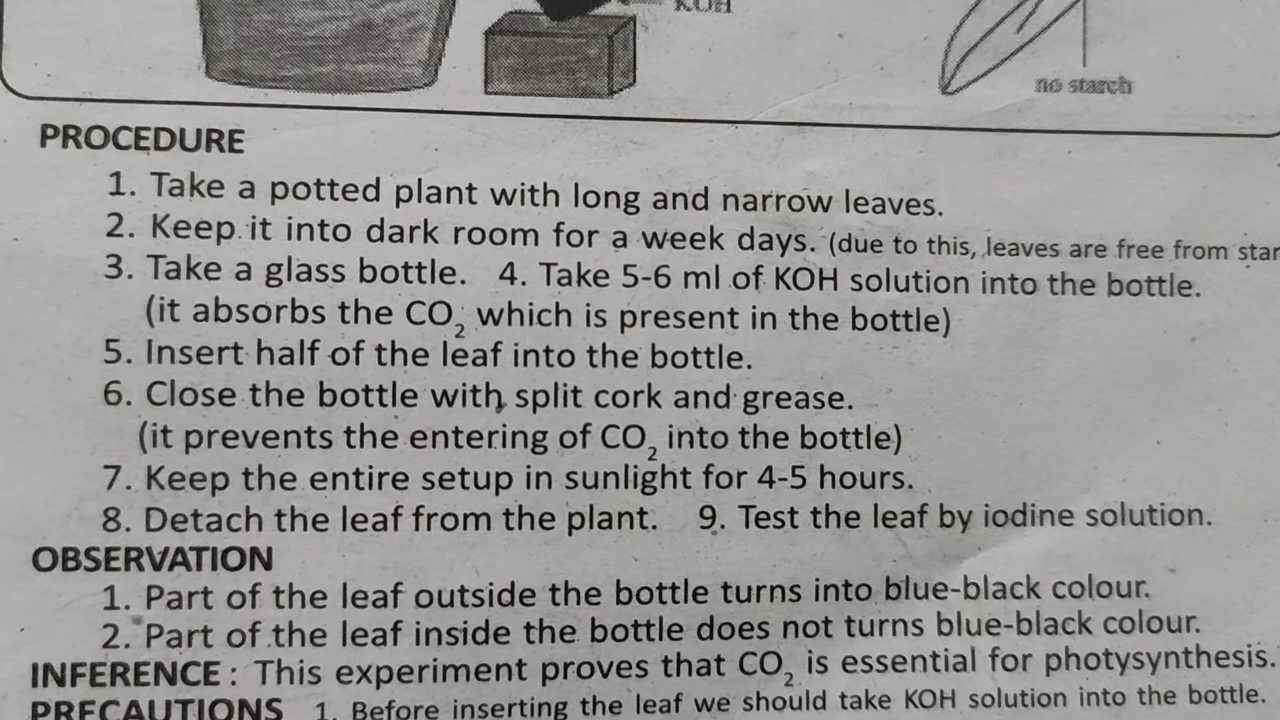 KOH
no starch
PROCEDURE
1. Take a potted plant with long and narrow leaves.
2. Keep it into dark room for a week days. (due to this, leaves are free from star
3. Take a glass bottle. 4. Take 5-6 ml of KOH solution into the bottle.
(it absorbs the CO₂ which is present in the bottle)
5. Insert half of the leaf into the bottle.
6. Close the bottle with split cork and grease.
(it prevents the entering of CO₂ into the bottle)
7. Keep the entire setup in sunlight for 4-5 hours.
8. Detach the leaf from the plant. 9. Test the leaf by iodine solution.
OBSERVATION
1. Part of the leaf outside the bottle turns into blue-black colour.
2. Part of the leaf inside the bottle does not turns blue-black colour.
INFERENCE : This experiment proves that CO₂ is essential for photysynthesis.
PRECAUTIONS 1. Before inserting the leaf we should take KOH solution into the bottle.